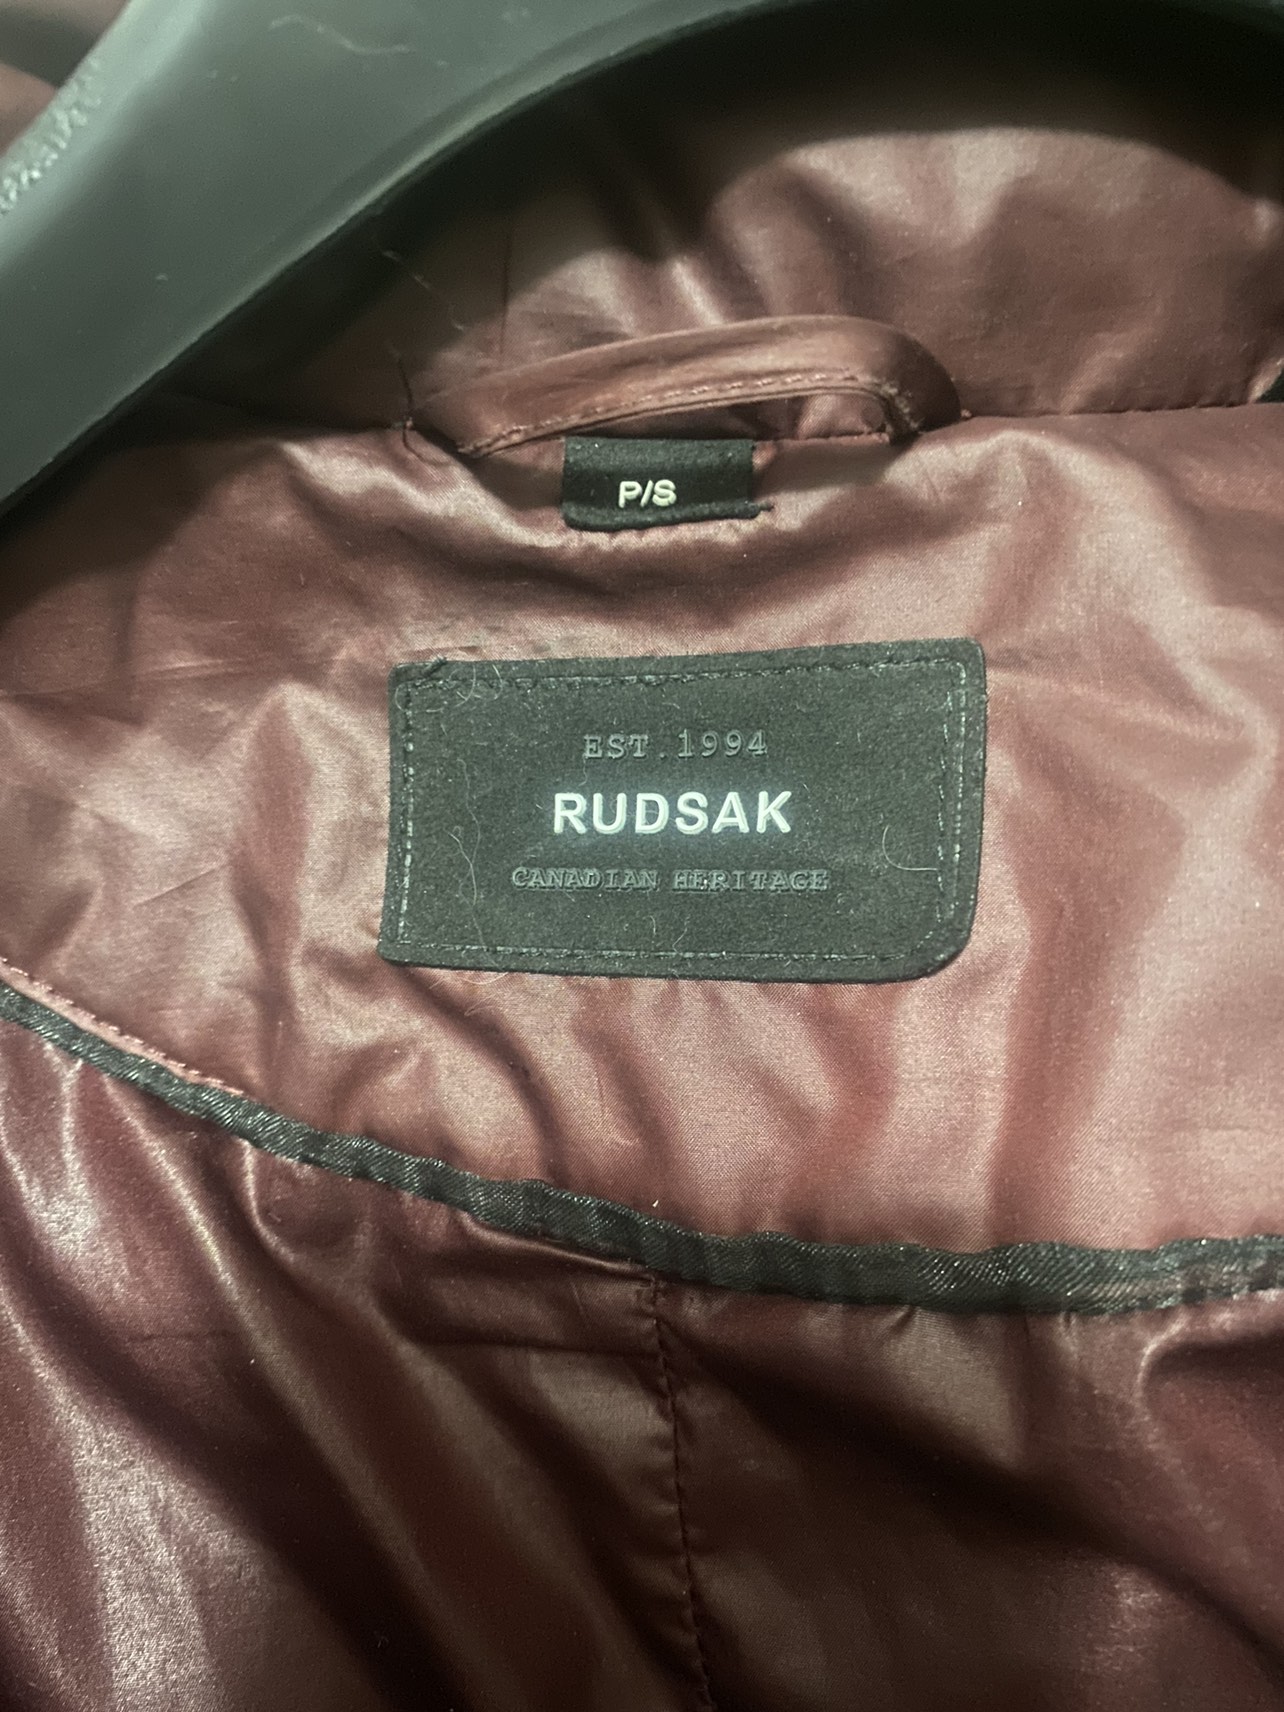 P/S
EST.1994
RUDSAK
CANADIAN HERITAGE